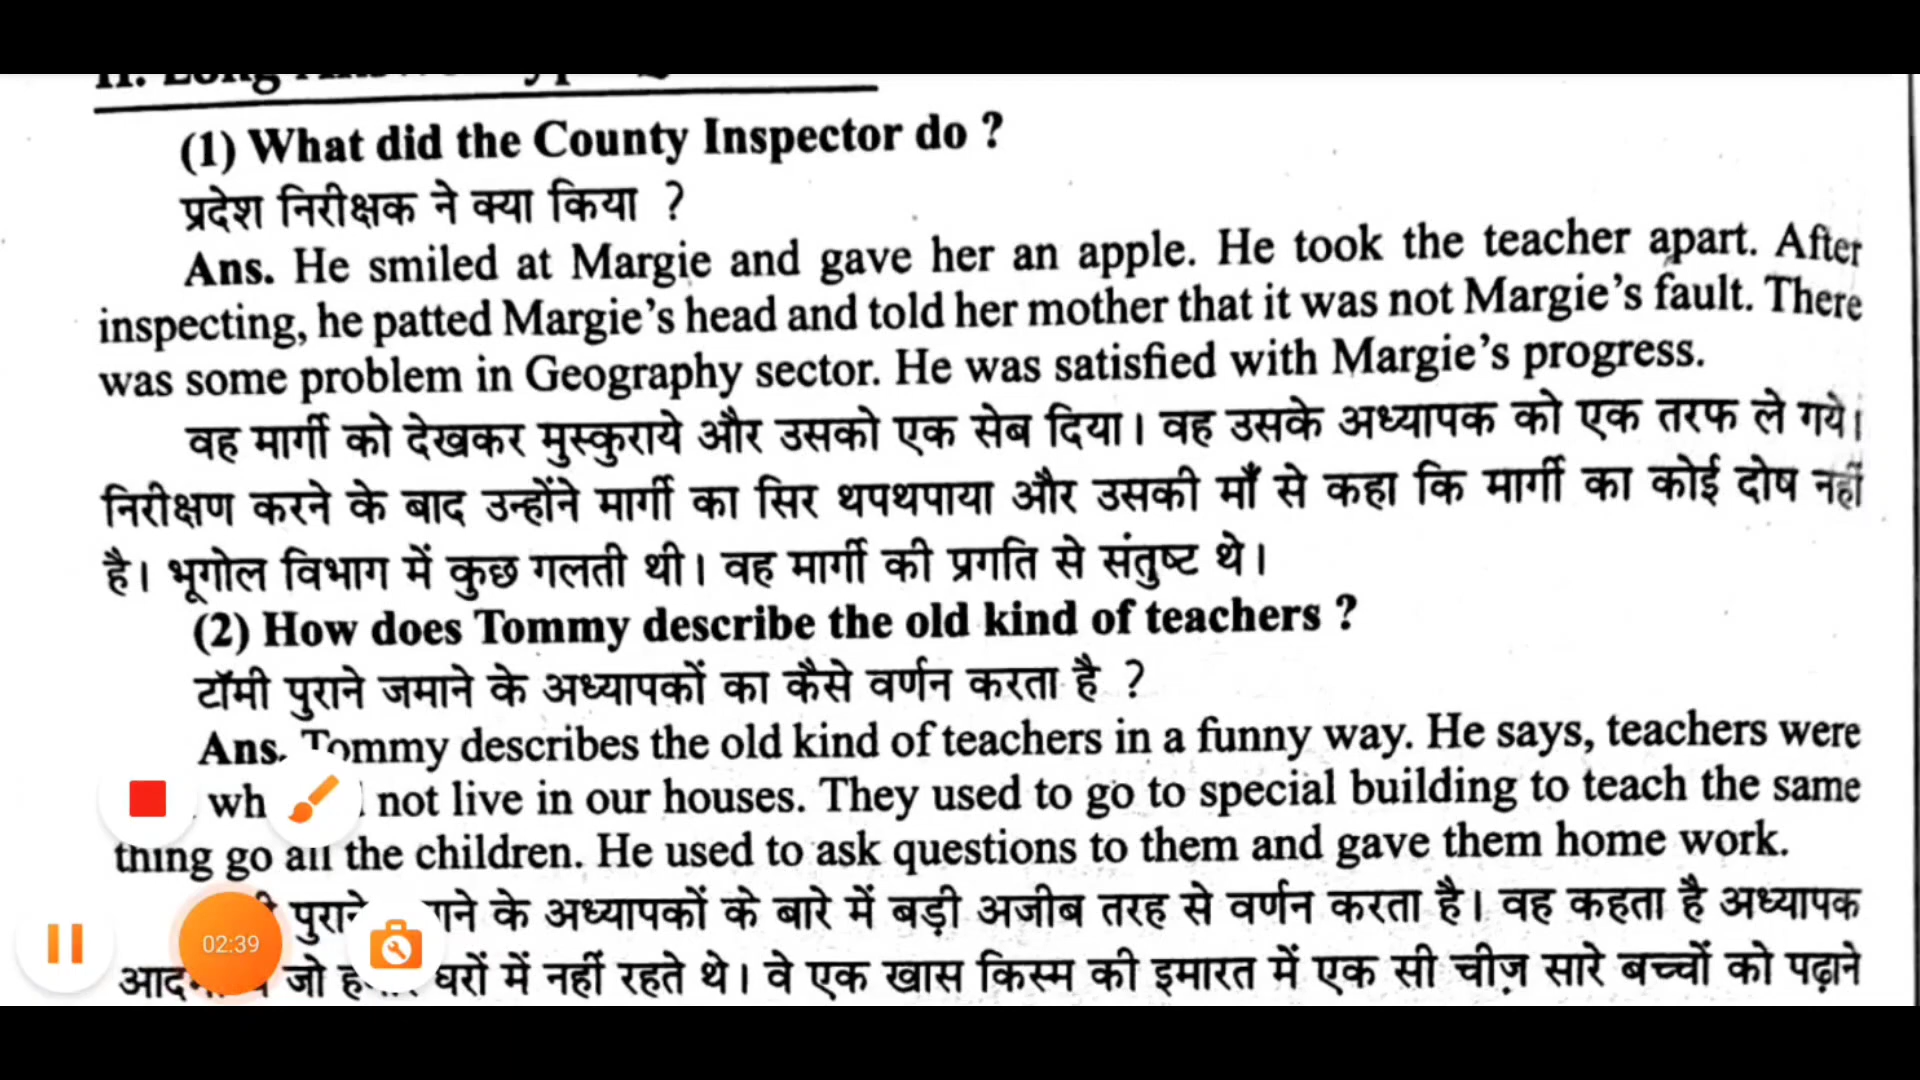 II. Long
(1) What did the County Inspector do ?
प्रदेश निरीक्षक ने क्या किया ?
Ans. He smiled at Margie and gave her an apple. He took the teacher apart. After
inspecting, he patted Margie's head and told her mother that it was not Margie's fault. There
was some problem in Geography sector. He was satisfied with Margie's progress.
वह मार्गी को देखकर मुस्कुराये और उसको एक सेब दिया। वह उसके अध्यापक को एक तरफ ले गये।
निरीक्षण करने के बाद उन्होंने मार्गी का सिर थपथपाया और उसकी माँ से कहा कि मार्गी का कोई दोष नहीं
है। भूगोल विभाग में कुछ गलती थी। वह मार्गी की प्रगति से संतुष्ट थे।
(2) How does Tommy describe the old kind of teachers ?
टॉमी पुराने जमाने के अध्यापकों का कैसे वर्णन करता है ?
Ans. Tommy describes the old kind of teachers in a funny way. He says, teachers were
not live in our houses. They used to go to special building to teach the same
thing go all the children. He used to ask questions to them and gave them home work.
पुराने के अध्यापकों के बारे में बड़ी अजीब तरह से वर्णन करता है। वह कहता है अध्यापक
जो घरों में नहीं रहते थे। वे एक खास किस्म की इमारत में एक सी चीज़ सारे बच्चों को पढ़ाने
02:39